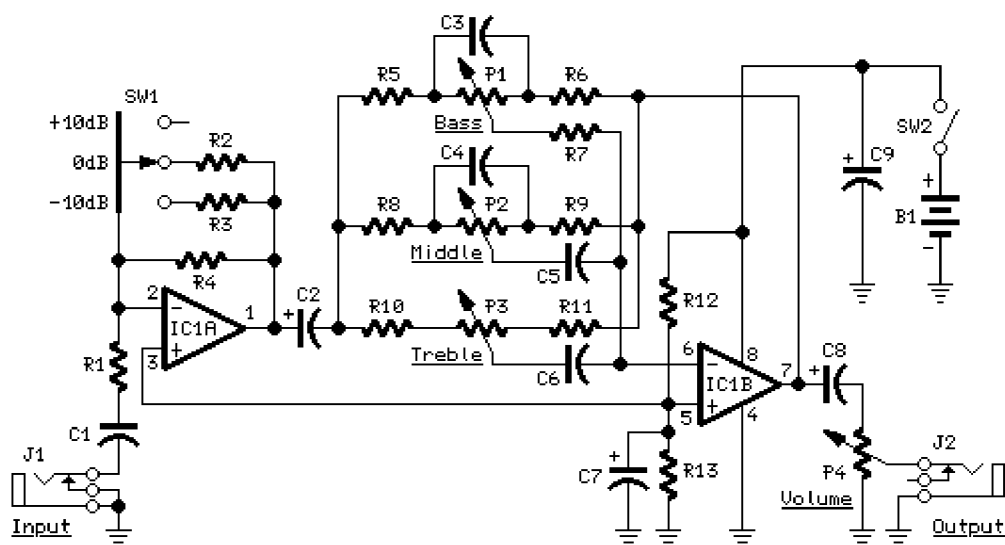 C3
R5 P1 R6
SW1
+10dB
Bass
R7
SW2
R2
0dB
C4
C9
+
+
-10dB
R3
R8 P2 R9
B1
-
Middle
C5
R4
C2
R12
2 - 1 +
R10 P3 R11
IC1A
R1
3 +
Treble
C6
6 - 8 7 C8
+
IC1B
5 + 4
C1
J1
+
C7
R13
P4
J2
Volume
Input
Output